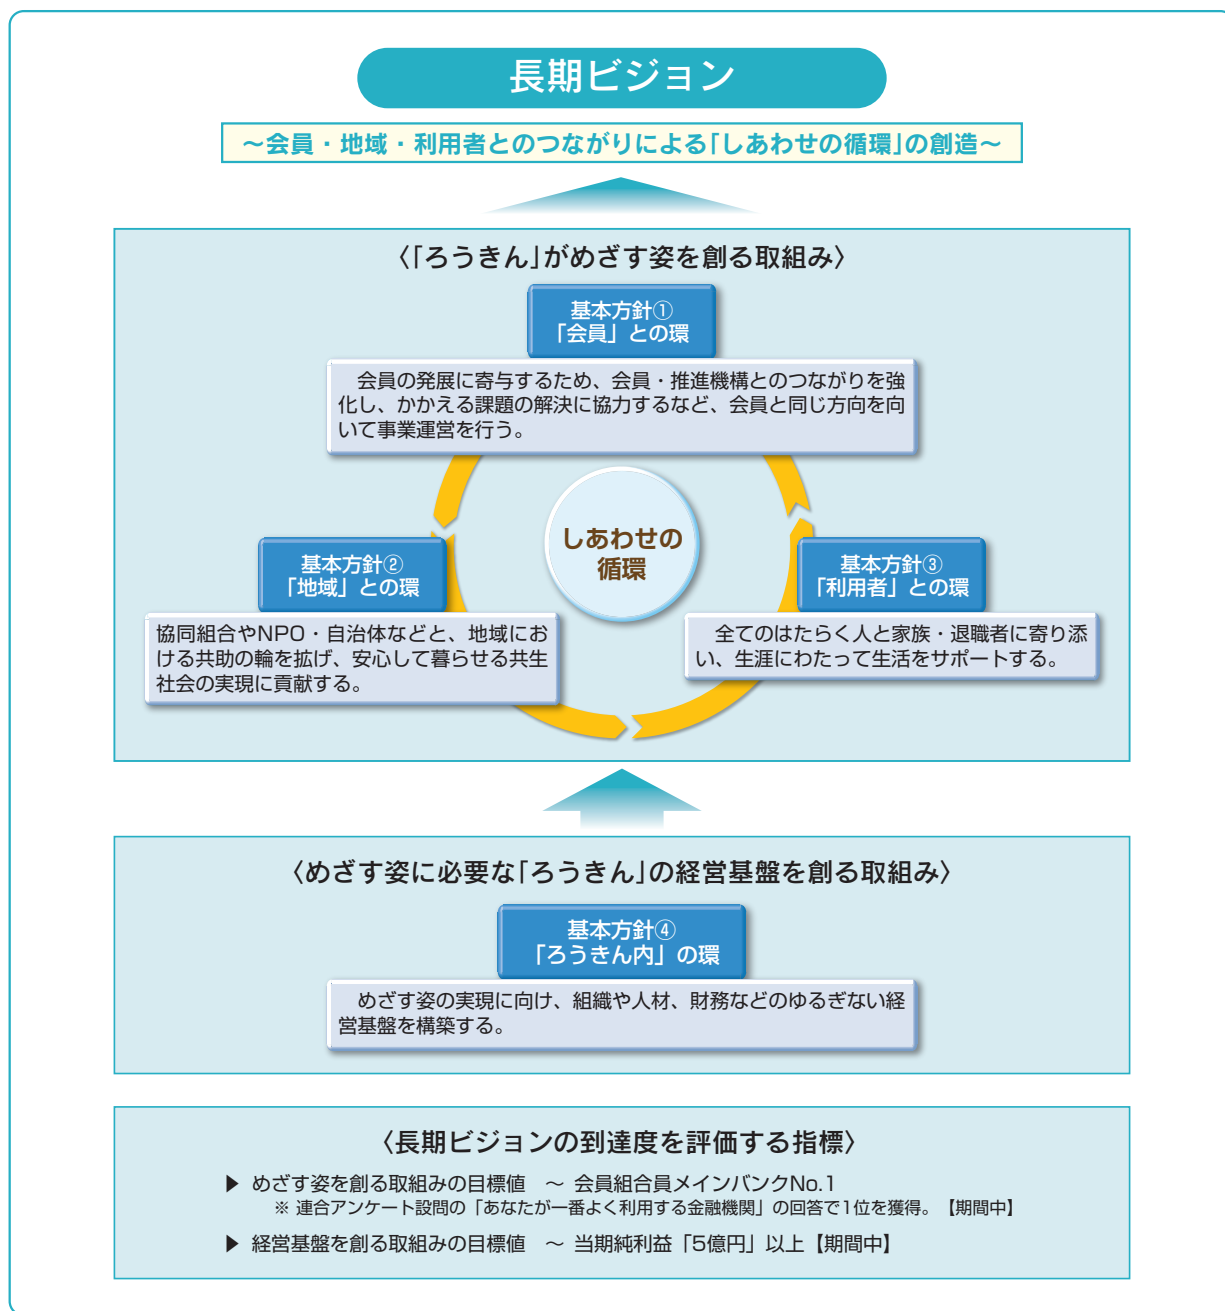 長期ビジョン
～会員・地域・利用者とのつながりによる「しあわせの循環」の創造～
〈「ろうきん」がめざす姿を創る取組み〉
基本方針①
「会員」との環
会員の発展に寄与するため、会員・推進機構とのつながりを強
化し、かかえる課題の解決に協力するなど、会員と同じ方向を向
いて事業運営を行う。
しあわせの
循環
基本方針②
「地域」との環
協同組合やNPO・自治体などと、地域にお
ける共助の輪を拡げ、安心して暮らせる共生
社会の実現に貢献する。
基本方針③
「利用者」との環
全てのはたらく人と家族・退職者に寄り添
い、生涯にわたって生活をサポートする。
〈めざす姿に必要な「ろうきん」の経営基盤を創る取組み〉
基本方針④
「ろうきん内」の環
めざす姿の実現に向け、組織や人材、財務などのゆるぎない経
営基盤を構築する。
〈長期ビジョンの到達度を評価する指標〉
▶ めざす姿を創る取組みの目標値　～ 会員組合員メインバンクNo.1
※ 連合アンケート設問の「あなたが一番よく利用する金融機関」の回答で1位を獲得。【期間中】
▶ 経営基盤を創る取組みの目標値　～ 当期純利益「5億円」以上【期間中】